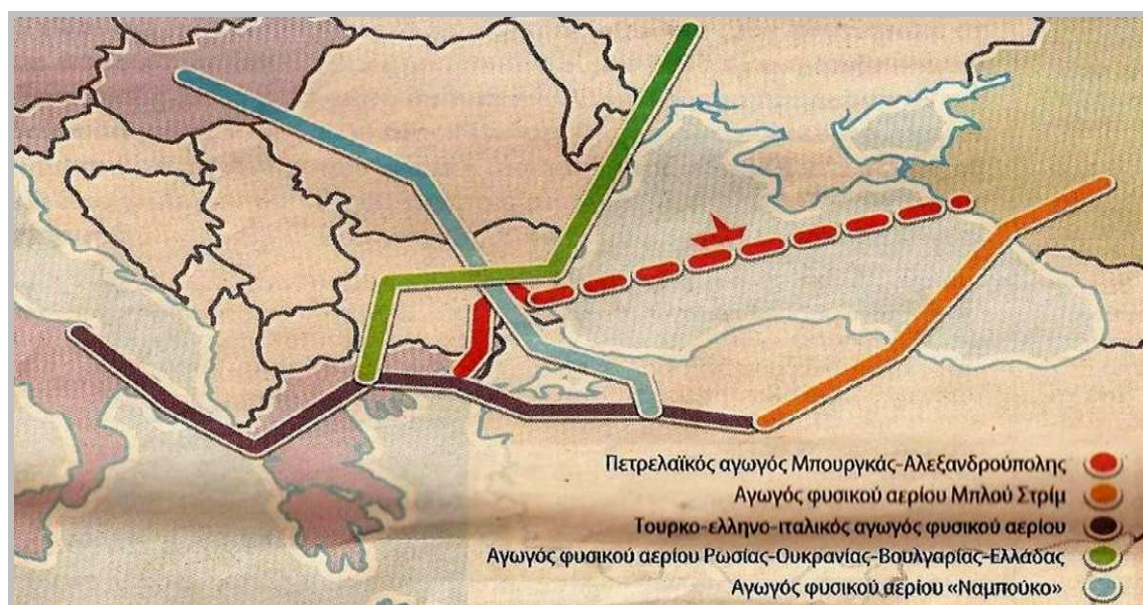 Πετρελαϊκός αγωγός Μπουργκάς-Αλεξανδρούπολης
Αγωγός φυσικού αερίου Μπλού Στρίμ
Τουρκο-ελληνο-ιταλικός αγωγός φυσικού αερίου
Αγωγός φυσικού αερίου Ρωσίας-Ουκρανίας-Βουλγαρίας-Ελλάδας
Αγωγός φυσικού αερίου «Ναμπούκο»